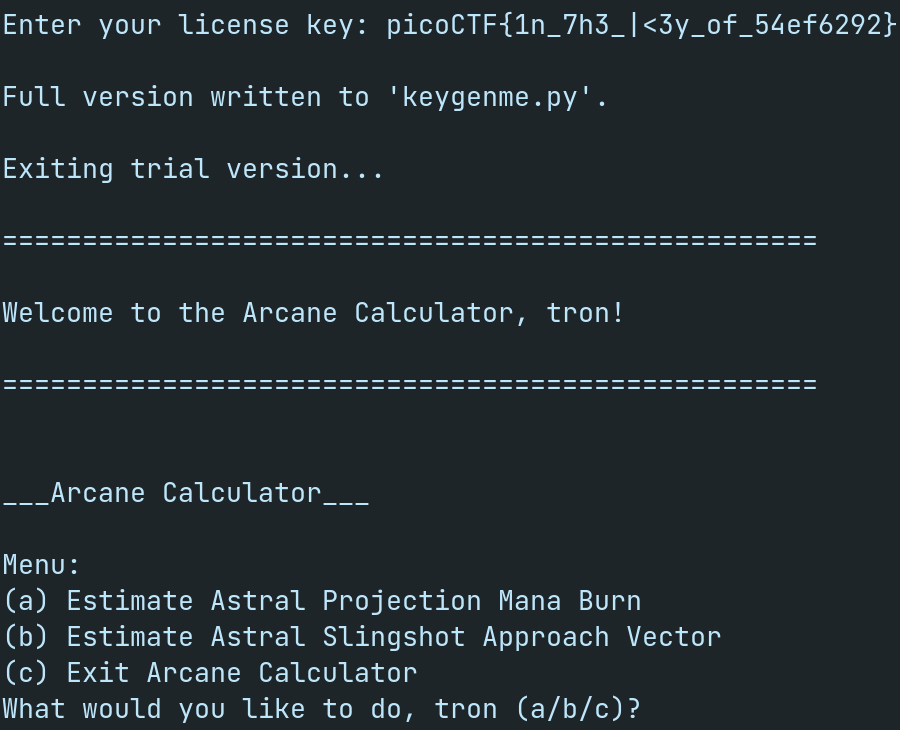 Enter your license key: picoCTF{1n_7h3_|<3y_of_54ef6292}
Full version written to 'keygenme.py'.
Exiting trial version...
===================================================
Welcome to the Arcane Calculator, tron!
===================================================
___Arcane Calculator___
Menu:
(a) Estimate Astral Projection Mana Burn
(b) Estimate Astral Slingshot Approach Vector
(c) Exit Arcane Calculator
What would you like to do, tron (a/b/c)?